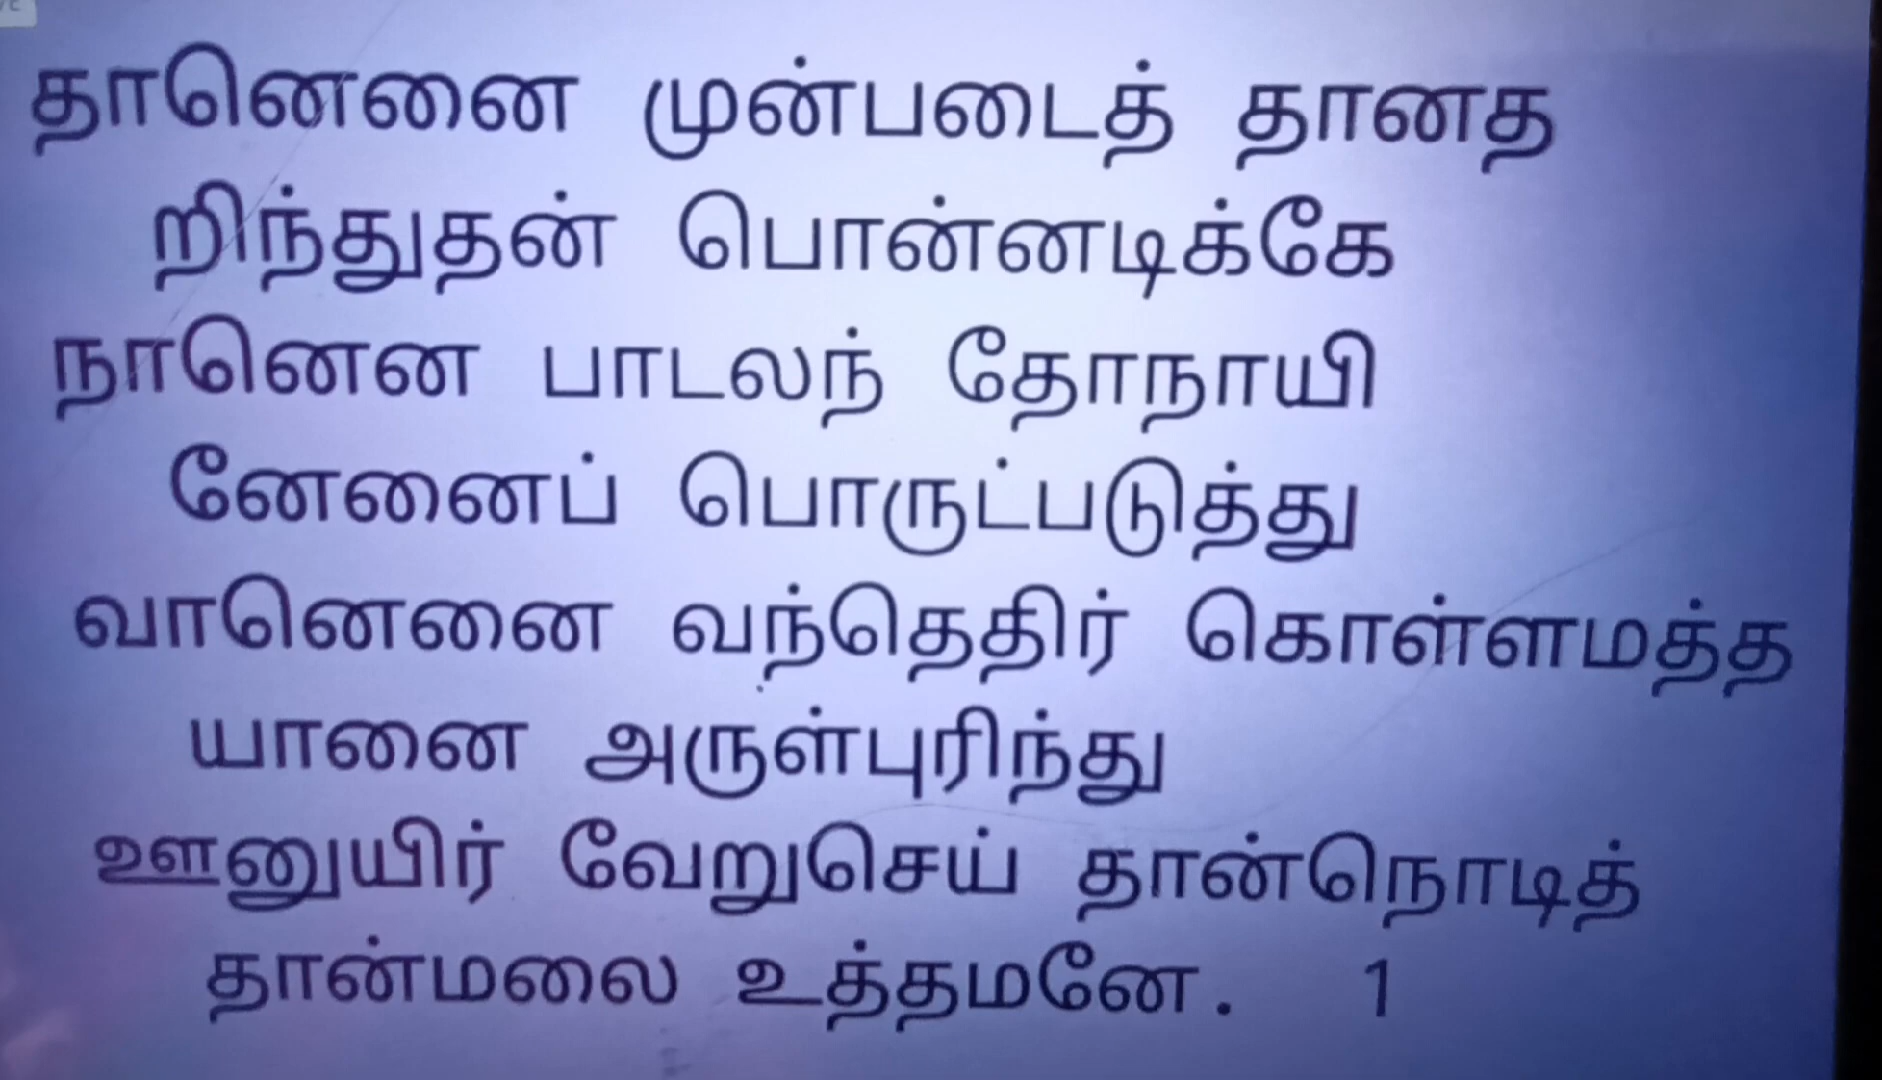 தானெனை முன்படைத் தானத
றிந்துதன் பொன்னடிக்கே
நானென பாடலந் தோநாயி
னேனைப் பொருட்படுத்து
வானெனை வந்தெதிர் கொள்ளமத்த
யானை அருள்புரிந்து
ஊனுயிர் வேறுசெய் தான்நொடித்
தான்மலை உத்தமனே. 1